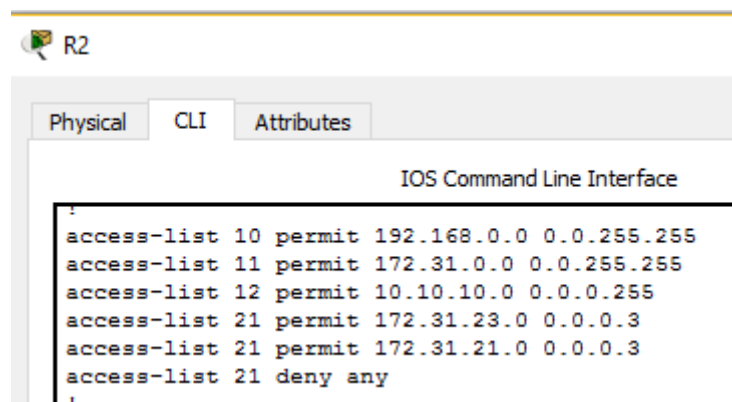 R2
Physical CLI Attributes
IOS Command Line Interface
!
access-list 10 permit 192.168.0.0 0.0.255.255
access-list 11 permit 172.31.0.0 0.0.255.255
access-list 12 permit 10.10.10.0 0.0.0.255
access-list 21 permit 172.31.23.0 0.0.0.3
access-list 21 permit 172.31.21.0 0.0.0.3
access-list 21 deny any
!